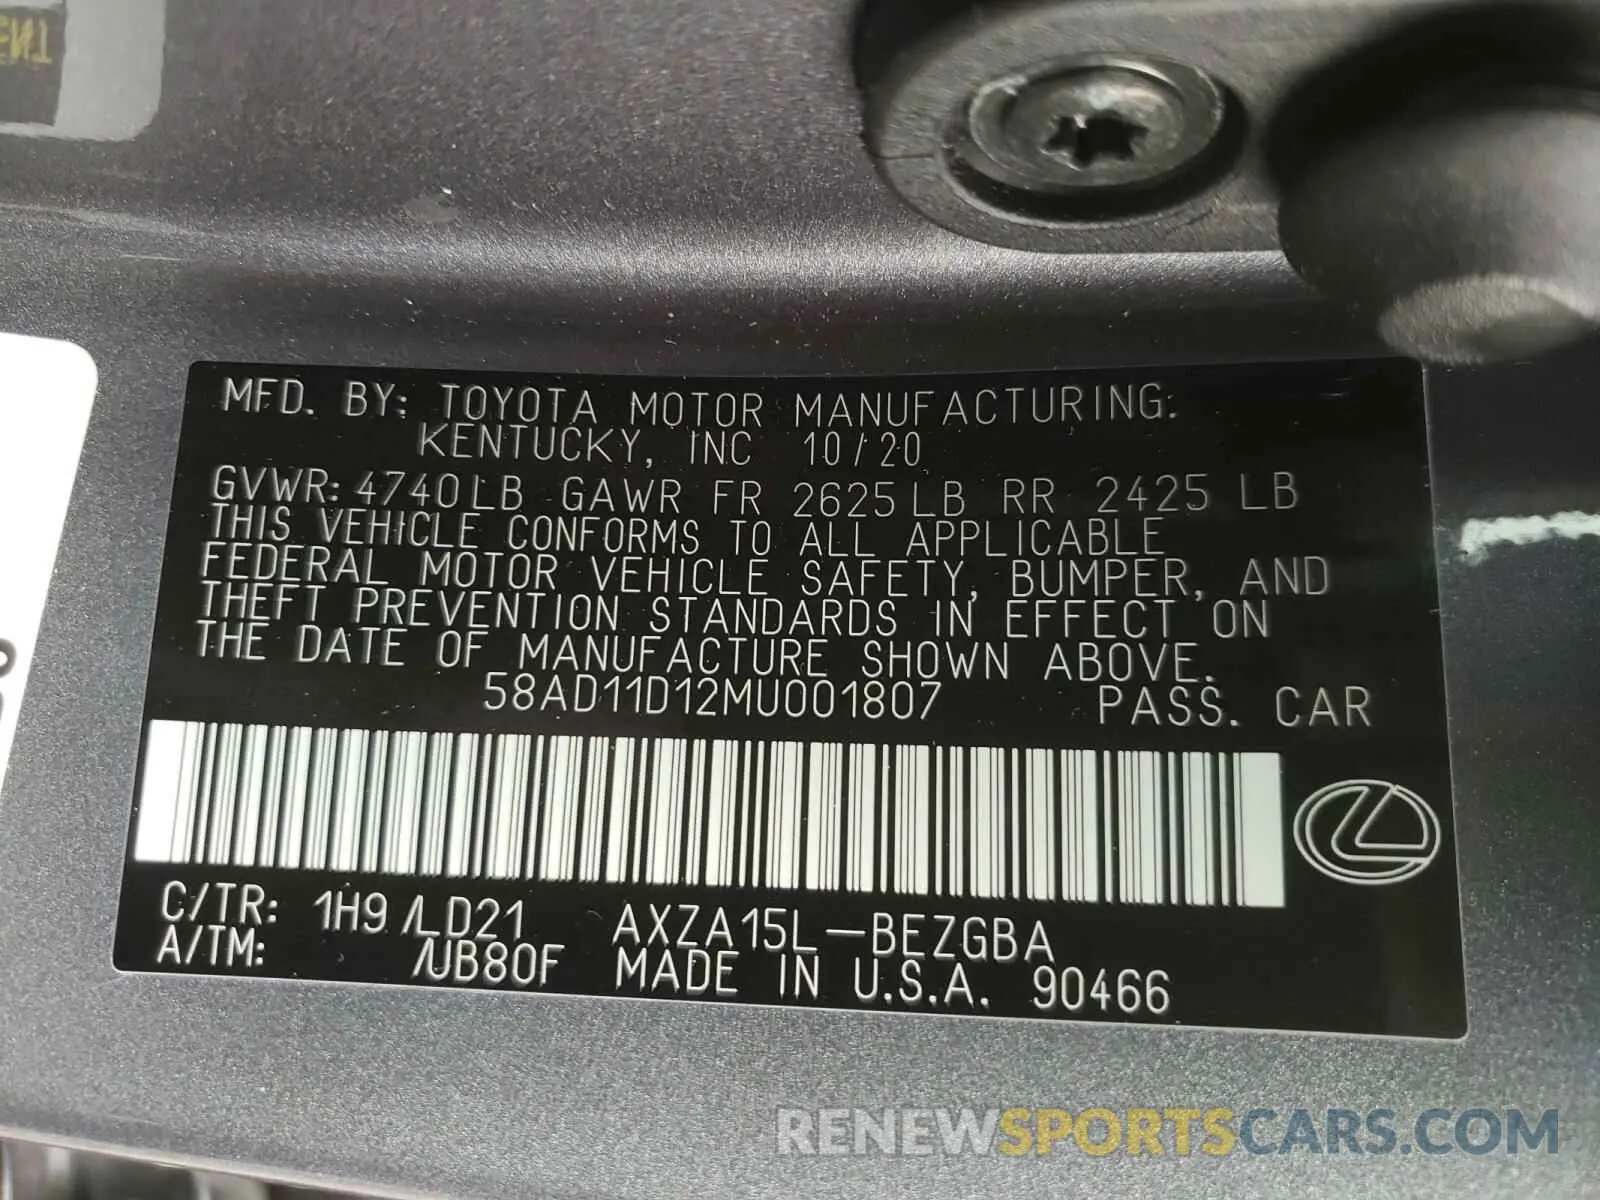 MFD. BY: TOYOTA MOTOR MANUFACTURING.
KENTUCKY, INC 10/20
GVWR: 4740LB GAWR FR 2625LB RR 2425 LB
THIS VEHICLE CONFORMS TO ALL APPLICABLE
FEDERAL MOTOR VEHICLE SAFETY, BUMPER, AND
THEFT PREVENTION STANDARDS IN EFFECT ON
THE DATE OF MANUFACTURE SHOWN ABOVE.
58AD11D12MU001807 PASS. CAR
C/TR: 1H9 /LD21 AXZA15L-BEZGBA
A/TM: /UB80F MADE IN U.S.A. 90466
RENEWSPORTSCARS.COM